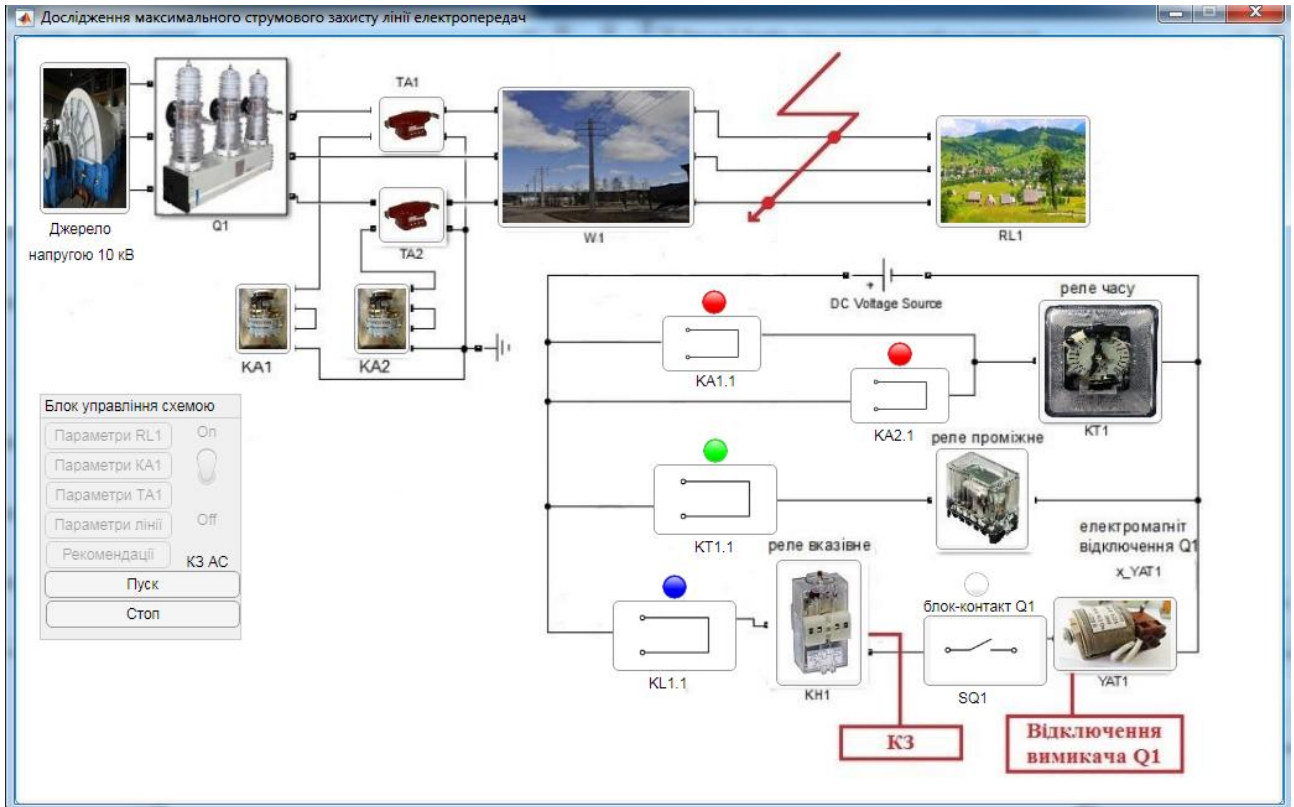 Дослідження максимального струмового захисту лінії електропередач
TA1
Q1
Джерело
напругою 10 кВ
TA2
W1
RL1
KA1
KA2
DC Voltage Source
реле часу
KA1.1
KA2.1
KT1
Блок управління схемою
Параметри RL1
On
Параметри КА1
Параметри ТА1
Параметри лінії
Off
Рекомендації
КЗ АС
Пуск
Стоп
реле проміжне
KT1.1
електромагніт
відключення Q1
x_YAT1
реле вказівне
блок-контакт Q1
KL1.1
KH1
SQ1
YAT1
КЗ
Відключення
вимикача Q1